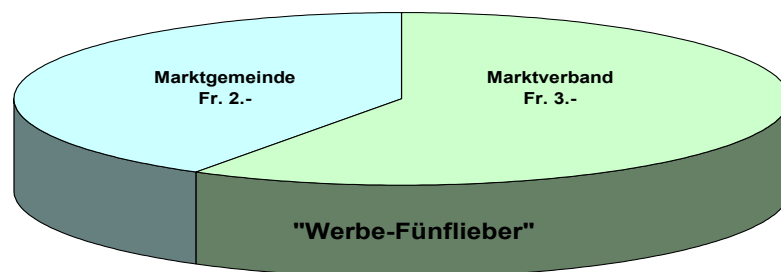 Marktgemeinde
Fr. 2.-
Marktverband
Fr. 3.-
"Werbe-Fünflieber"